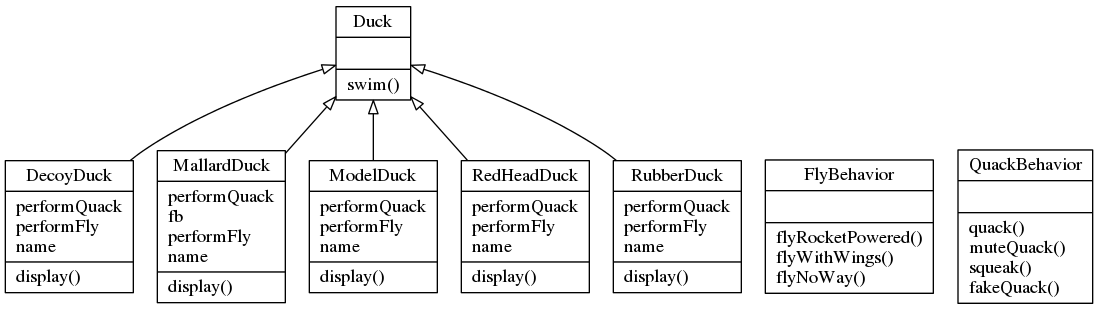 Duck
swim()
DecoyDuck
performQuack
performFly
name
display()
MallardDuck
performQuack
fb
performFly
name
display()
ModelDuck
performQuack
performFly
name
display()
RedHeadDuck
performQuack
performFly
name
display()
RubberDuck
performQuack
performFly
name
display()
FlyBehavior
flyRocketPowered()
flyWithWings()
flyNoWay()
QuackBehavior
quack()
muteQuack()
squeak()
fakeQuack()